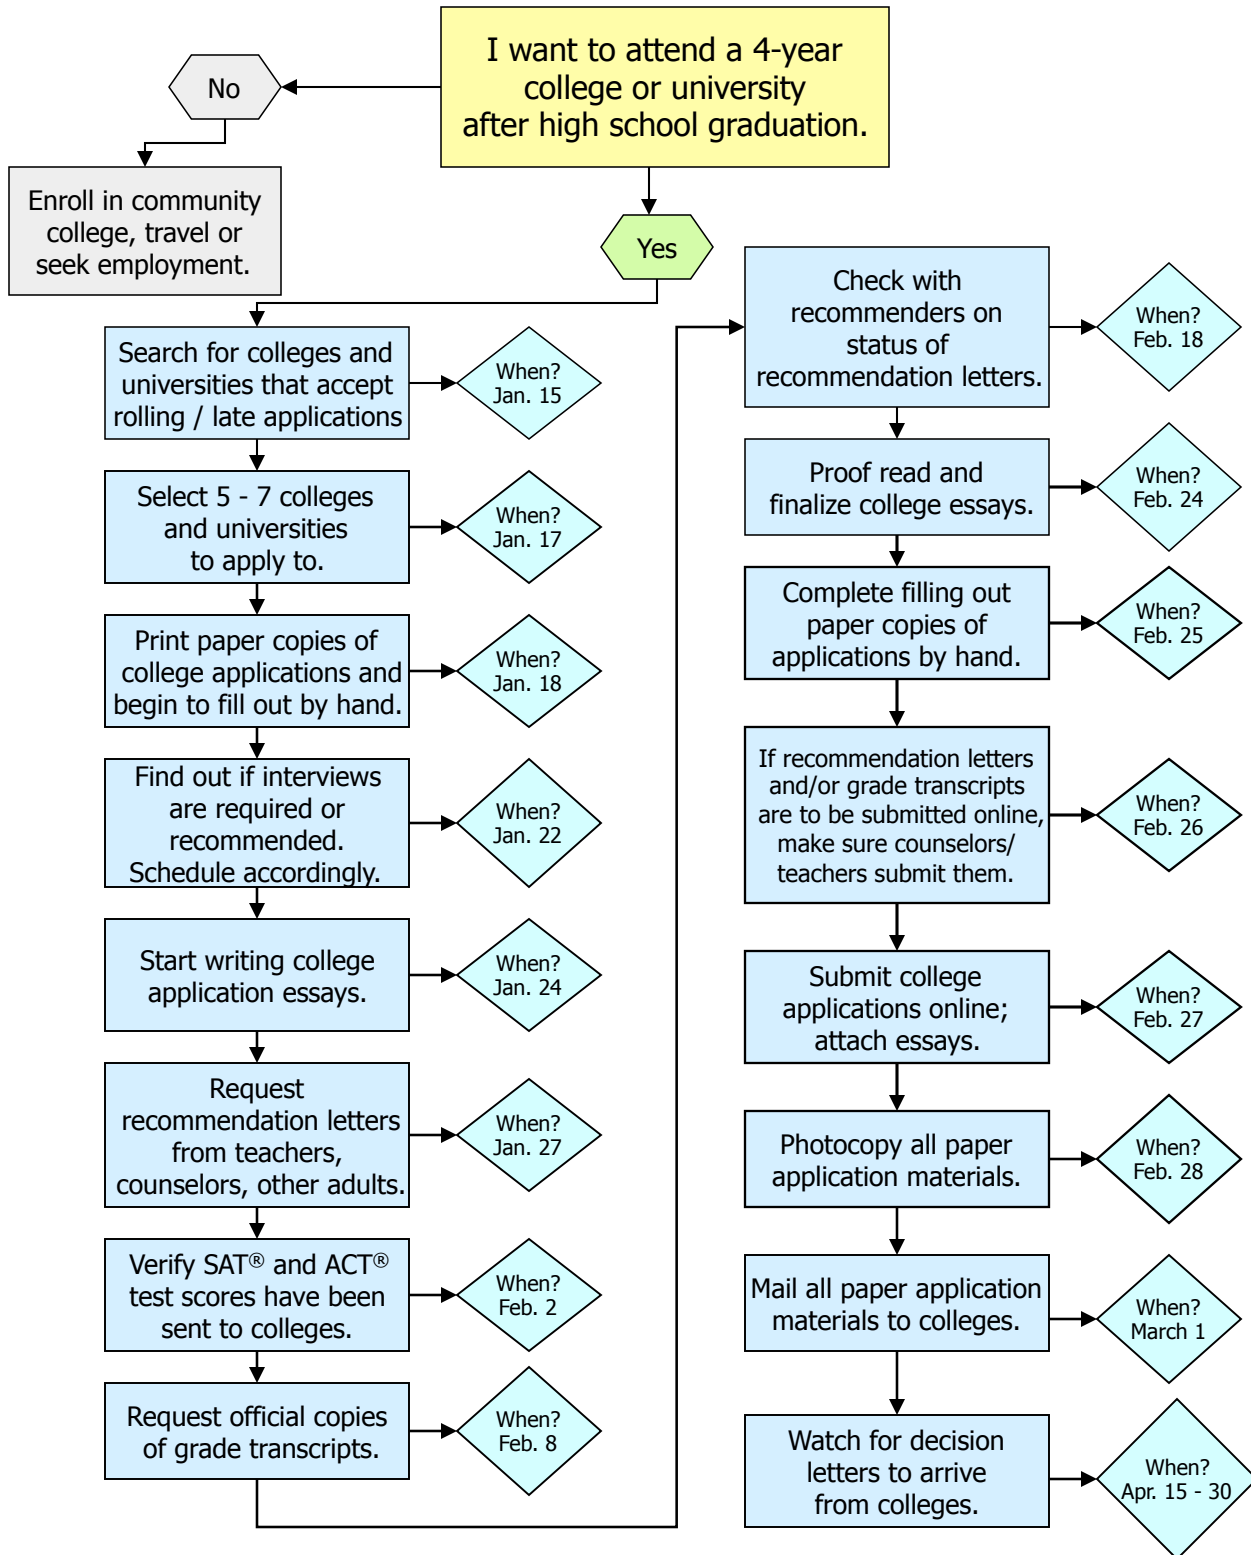 I want to attend a 4-year
college or university
after high school graduation.
No
Enroll in community
college, travel or
seek employment.
Yes
Search for colleges and
universities that accept
rolling / late applications
When?
Jan. 15
Select 5 - 7 colleges
and universities
to apply to.
When?
Jan. 17
Print paper copies of
college applications and
begin to fill out by hand.
When?
Jan. 18
Find out if interviews
are required or
recommended.
Schedule accordingly.
When?
Jan. 22
Start writing college
application essays.
When?
Jan. 24
Request
recommendation letters
from teachers,
counselors, other adults.
When?
Jan. 27
Verify SAT® and ACT®
test scores have been
sent to colleges.
When?
Feb. 2
Request official copies
of grade transcripts.
When?
Feb. 8
Check with
recommenders on
status of
recommendation letters.
When?
Feb. 18
Proof read and
finalize college essays.
When?
Feb. 24
Complete filling out
paper copies of
applications by hand.
When?
Feb. 25
If recommendation letters
and/or grade transcripts
are to be submitted online,
make sure counselors/
teachers submit them.
When?
Feb. 26
Submit college
applications online;
attach essays.
When?
Feb. 27
Photocopy all paper
application materials.
When?
Feb. 28
Mail all paper application
materials to colleges.
When?
March 1
Watch for decision
letters to arrive
from colleges.
When?
Apr. 15 - 30